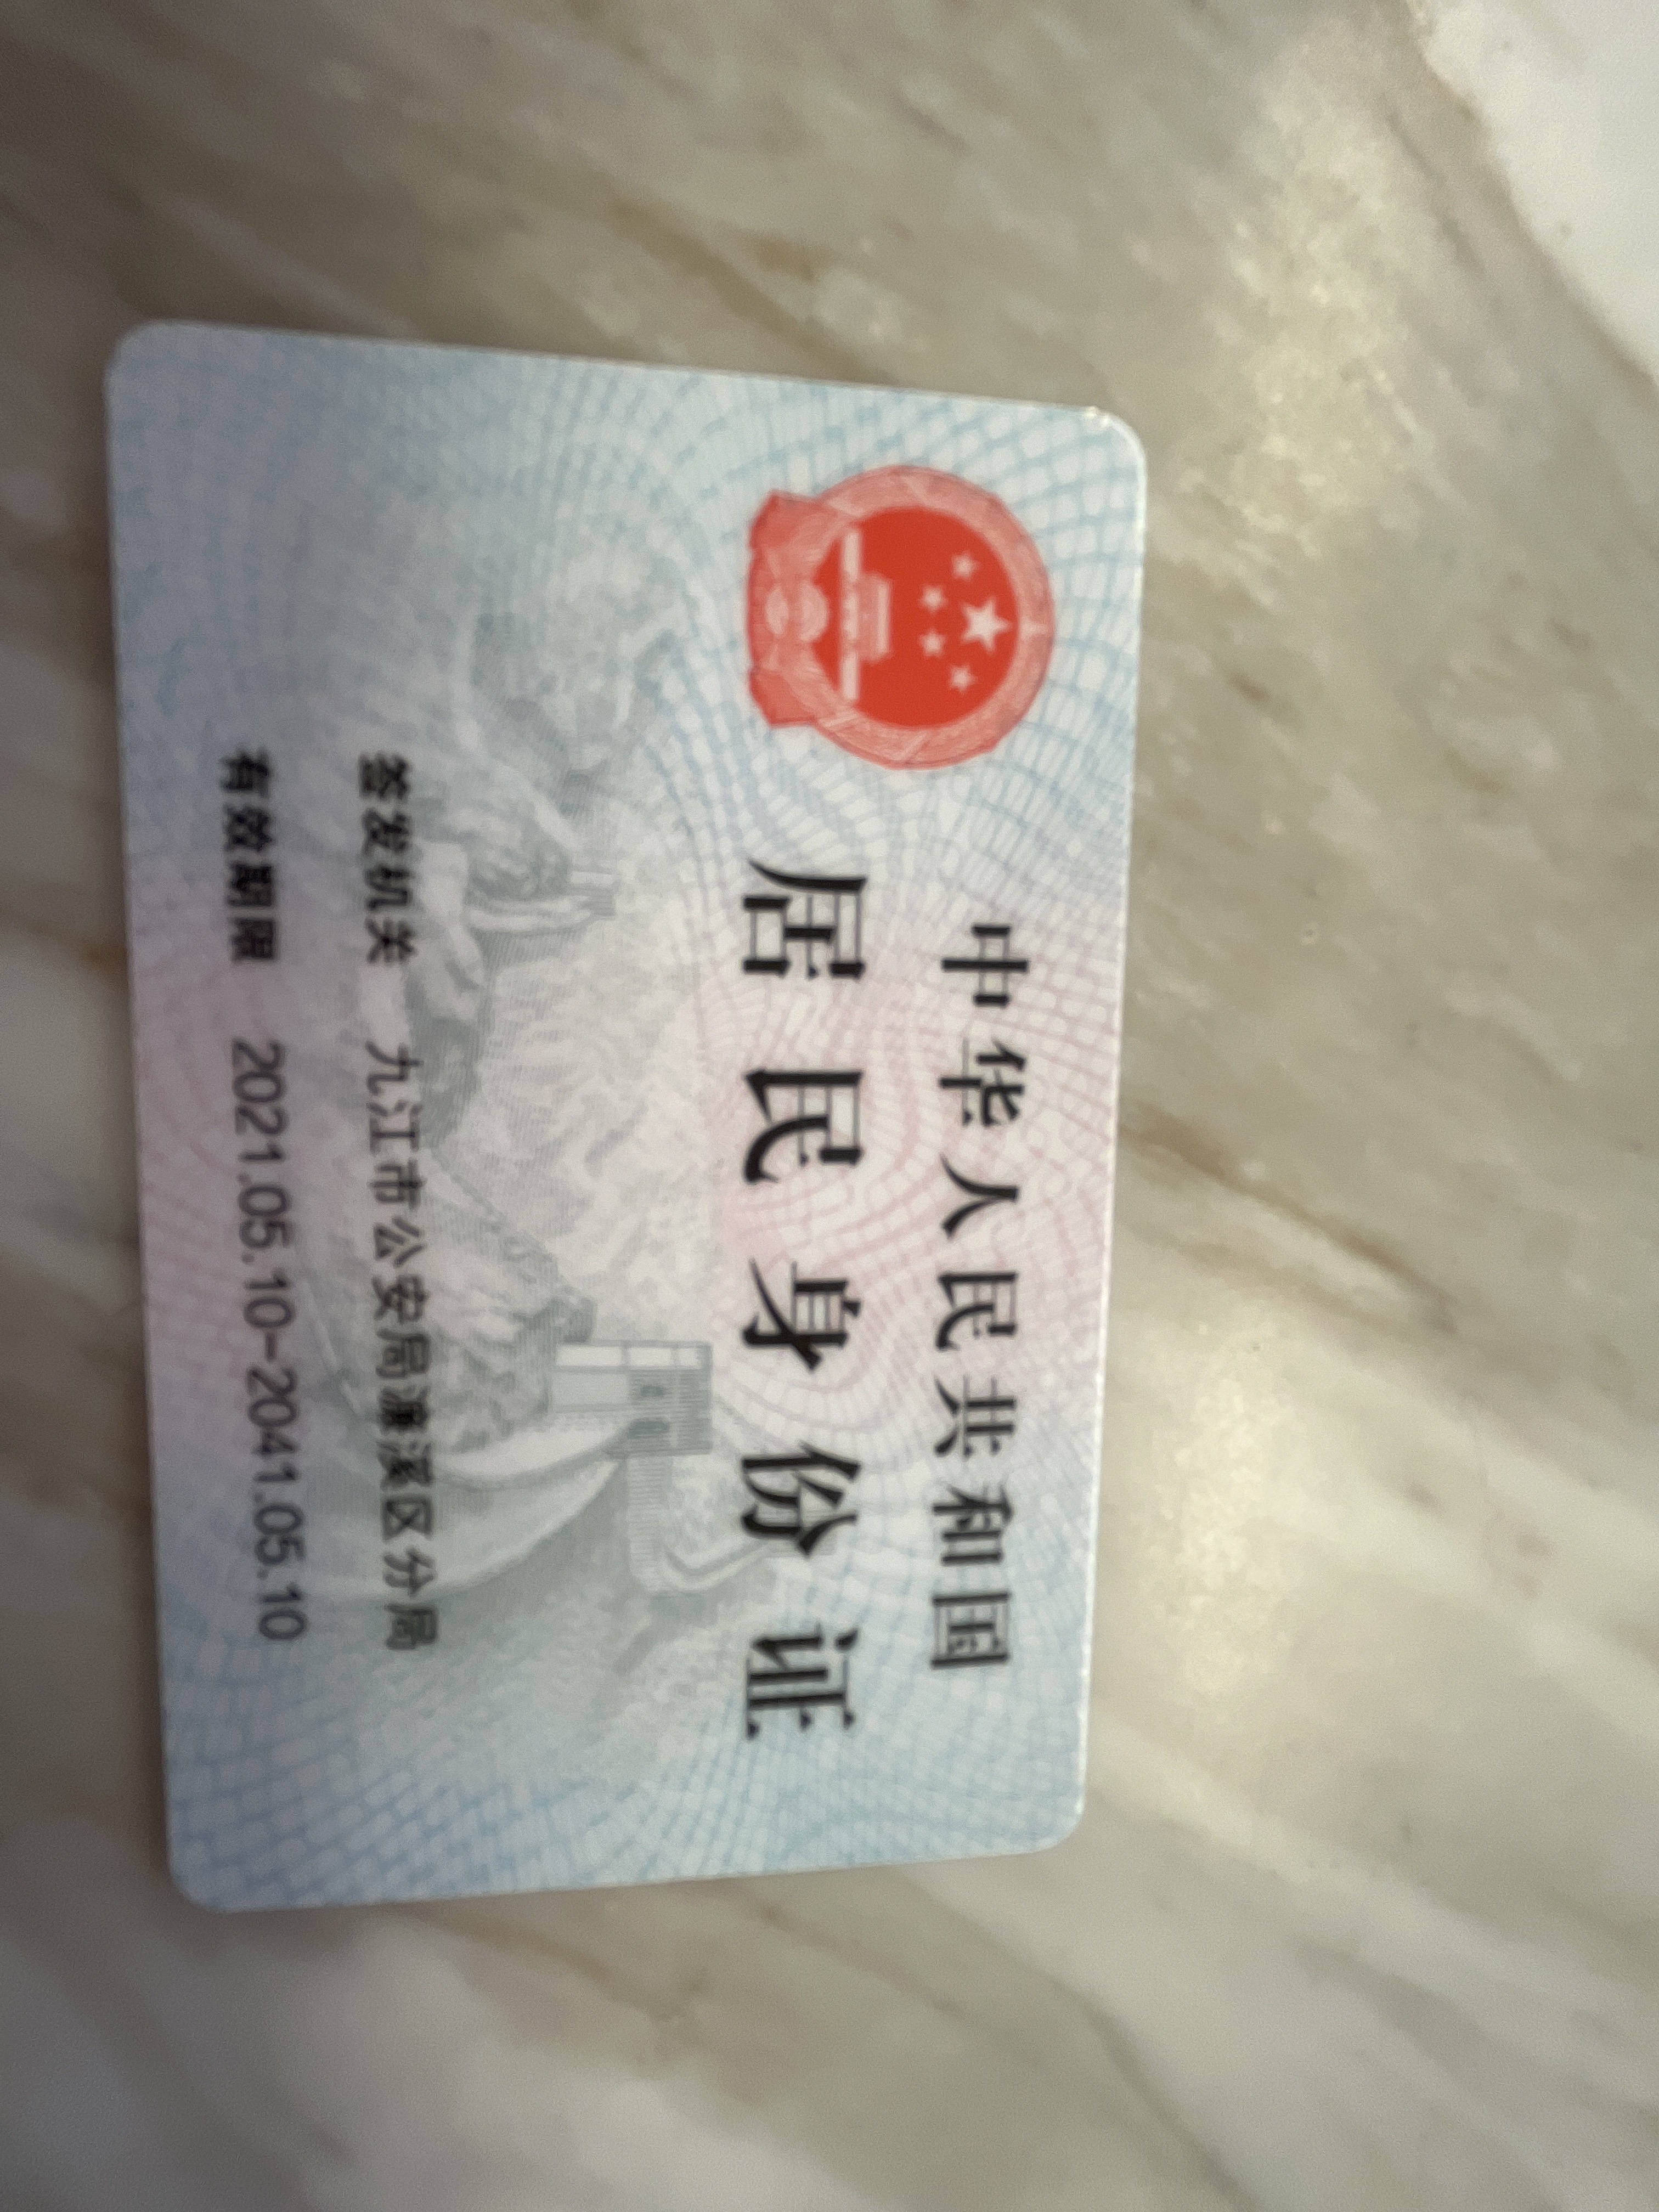 中华人民共和国
居民身份证
签发机关 九江市公安局濂溪区分局
有效期限 2021.05.10-2041.05.10